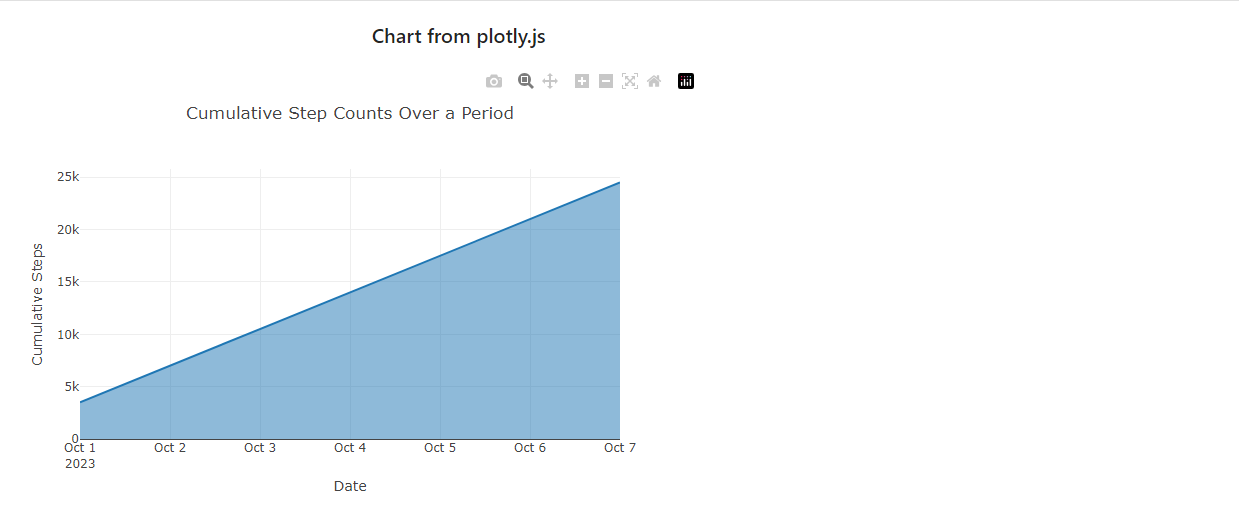 Chart from plotly.js
Cumulative Step Counts Over a Period
25k
20k
15k
10k
5k
0
Cumulative Steps
Oct 1 Oct 2 Oct 3 Oct 4 Oct 5 Oct 6 Oct 7
2023
Date